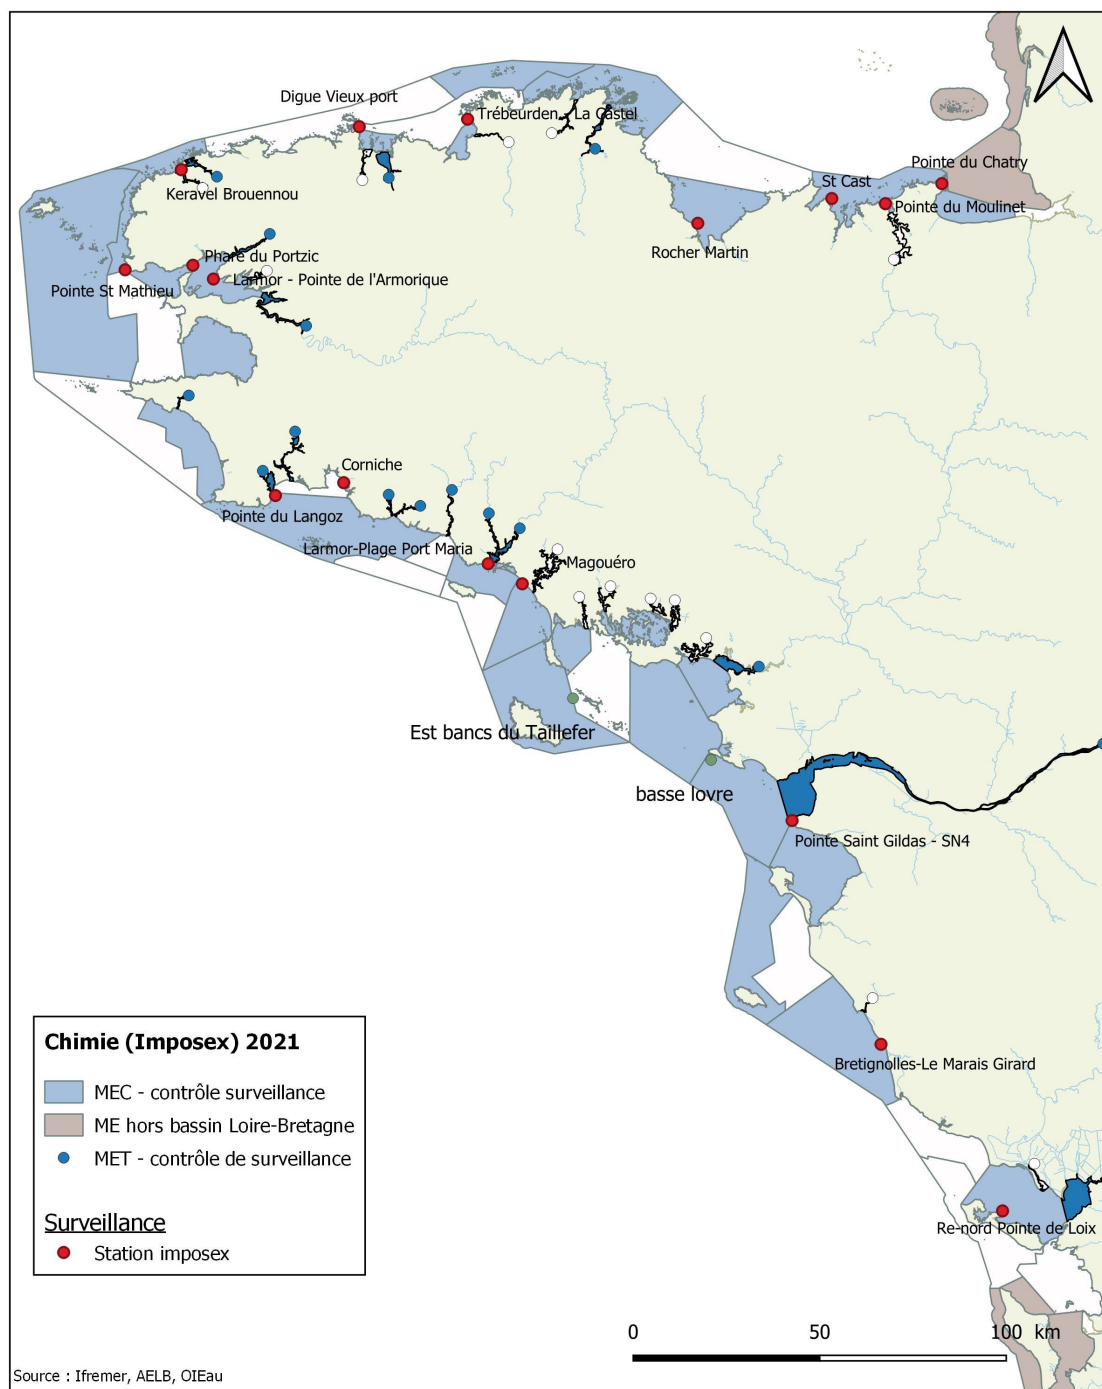 Digue Vieux port
Trébeurden, La Castel
Pointe du Chatry
St Cast
Keravel Brouennou
Pointe du Moulinet
Rocher Martin
Phare du Portzic
Larmor - Pointe de l'Armorique
Pointe St Mathieu
Corniche
Pointe du Langoz
Larmor-Plage Port Maria
Magouéro
Est bancs du Taillefer
basse lovre
Pointe Saint Gildas - SN4
Bretignolles-Le Marais Girard
Re-nord Pointe de Loix
Chimie (Imposex) 2021
MEC - contrôle surveillance
ME hors bassin Loire-Bretagne
MET - contrôle de surveillance
Surveillance
Station imposex
0 50 100 km
Source : Ifremer, AELB, OIEau